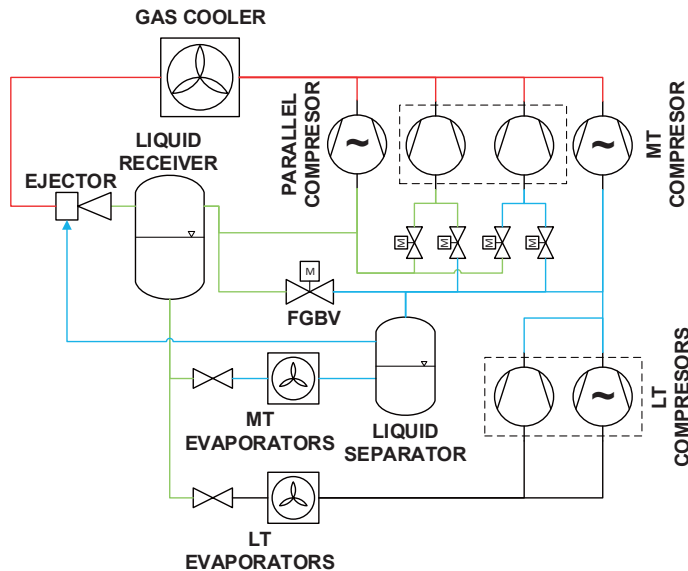 GAS COOLER
LIQUID
RECEIVER
EJECTOR
PARALLEL
COMPRESOR
~
~
MT
COMPRESOR
M
M
M
M
M
FGBV
MT
EVAPORATORS
LIQUID
SEPARATOR
~
LT
COMPRESORS
LT
EVAPORATORS